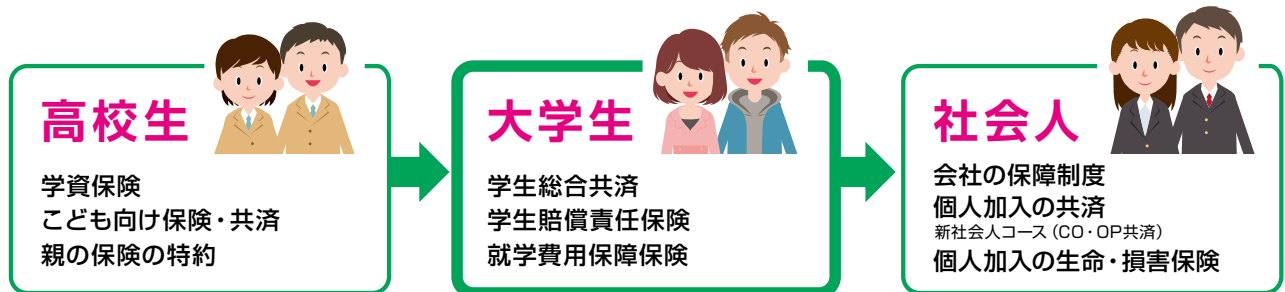 高校生
学資保険
こども向け保険・共済
親の保険の特約
大学生
学生総合共済
学生賠償責任保険
就学費用保障保険
社会人
会社の保障制度
個人加入の共済
新社会人コース（CO・OP共済）
個人加入の生命・損害保険